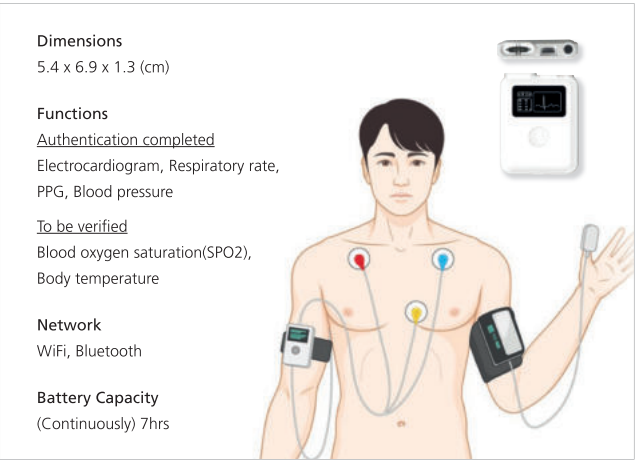 Dimensions
5.4 x 6.9 x 1.3 (cm)
Functions
Authentication completed
Electrocardiogram, Respiratory rate,
PPG, Blood pressure
To be verified
Blood oxygen saturation(SPO2),
Body temperature
Network
WiFi, Bluetooth
Battery Capacity
(Continuously) 7hrs